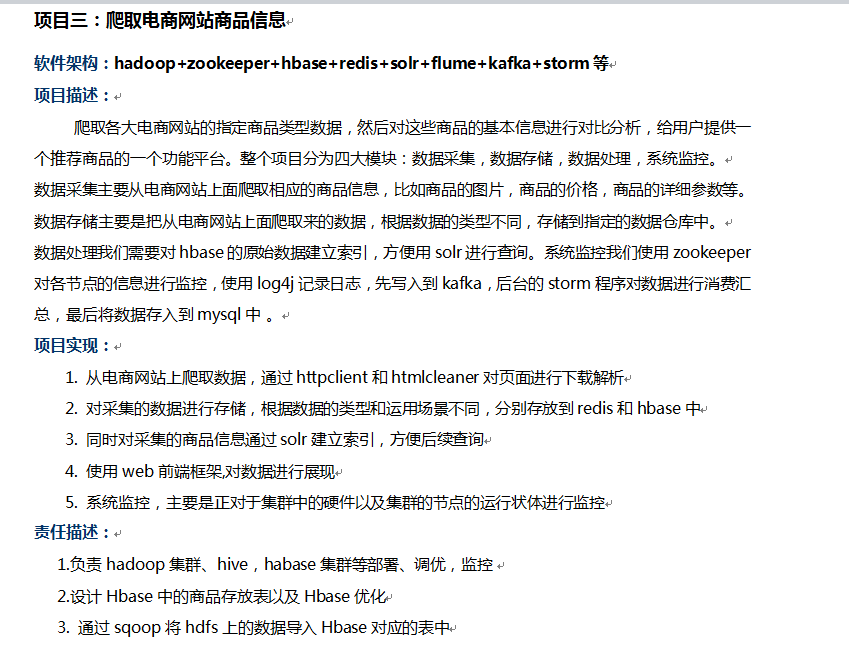 项目三：爬取电商网站商品信息
软件架构：hadoop+zookeeper+hbase+redis+solr+flume+kafka+storm 等
项目描述：
爬取各大电商网站的指定商品类型数据，然后对这些商品的基本信息进行对比分析，给用户提供一
个推荐商品的一个功能平台。整个项目分为四大模块：数据采集，数据存储，数据处理，系统监控。
数据采集主要从电商网站上面爬取相应的商品信息，比如商品的图片，商品的价格，商品的详细参数等。
数据存储主要是把从电商网站上面爬取来的数据，根据数据的类型不同，存储到指定的数据仓库中。
数据处理我们需要对 hbase 的原始数据建立索引，方便用 solr 进行查询。系统监控我们使用 zookeeper
对各节点的信息进行监控，使用 log4j 记录日志，先写入到 kafka，后台的 storm 程序对数据进行消费汇
总，最后将数据存入到 mysql 中 。
项目实现：
1. 从电商网站上爬取数据，通过 httpclient 和 htmlcleaner 对页面进行下载解析
2. 对采集的数据进行存储，根据数据的类型和运用场景不同，分别存放到 redis 和 hbase 中
3. 同时对采集的商品信息通过 solr 建立索引，方便后续查询
4. 使用 web 前端框架,对数据进行展现
5. 系统监控，主要是正对于集群中的硬件以及集群的节点的运行状体进行监控
责任描述：
1.负责 hadoop 集群、hive，habase 集群等部署、调优，监控
2.设计 Hbase 中的商品存放表以及 Hbase 优化
3. 通过 sqoop 将 hdfs 上的数据导入 Hbase 对应的表中